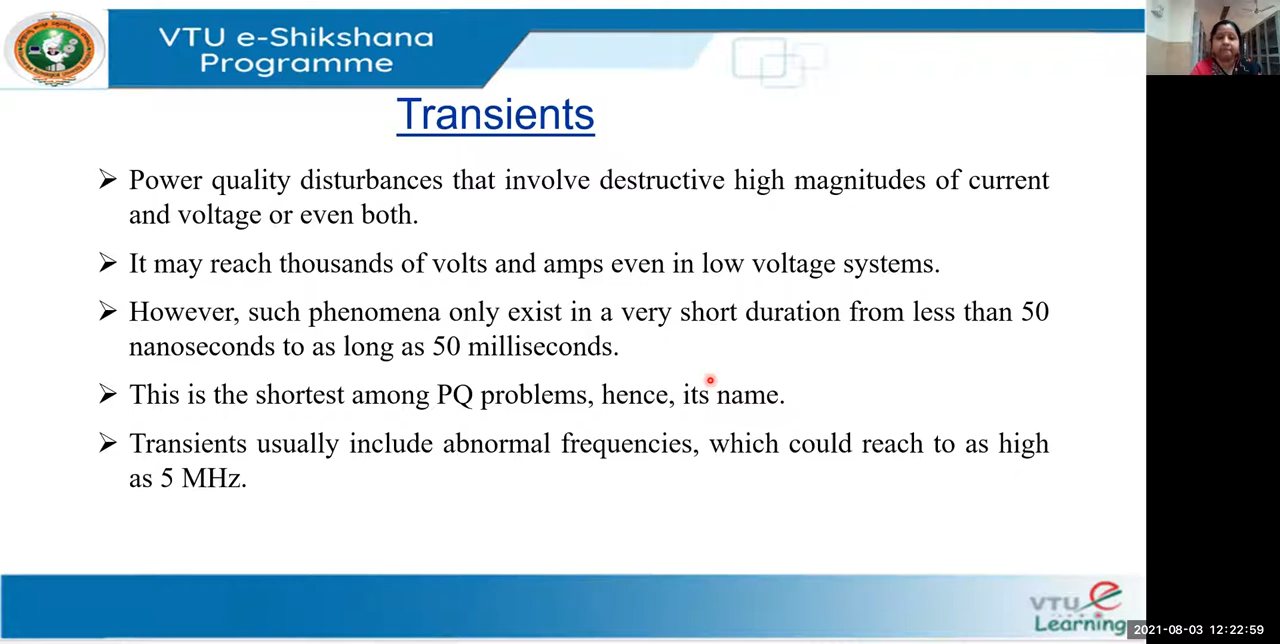 VTU e-Shikshana
Programme
Transients
➢ Power quality disturbances that involve destructive high magnitudes of current
and voltage or even both.
➢ It may reach thousands of volts and amps even in low voltage systems.
➢ However, such phenomena only exist in a very short duration from less than 50
nanoseconds to as long as 50 milliseconds.
➢ This is the shortest among PQ problems, hence, its name.
➢ Transients usually include abnormal frequencies, which could reach to as high
as 5 MHz.
VTU e
Learning
2021-08-03 12:22:59